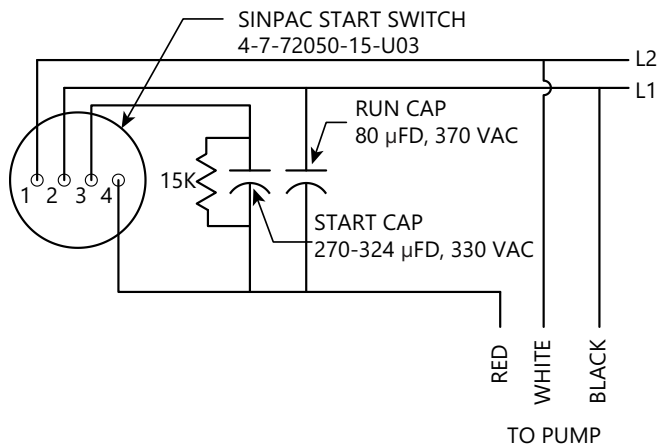 SINPAC START SWITCH
4-7-72050-15-U03
L2
L1
RUN CAP
80 µFD, 370 VAC
1 2 3 4
15K
START CAP
270-324 µFD, 330 VAC
RED
WHITE
BLACK
TO PUMP